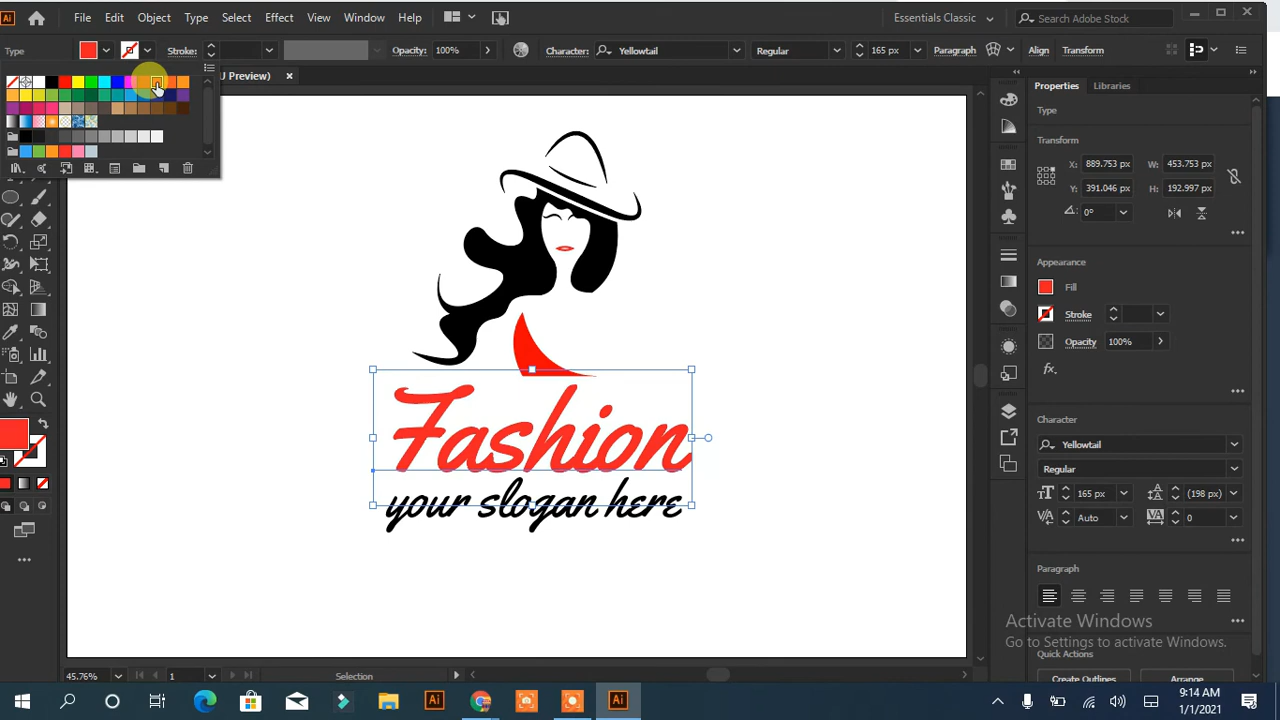 Ai File Edit Object Type Select Effect View Window Help Essentials Classic Search Adobe Stock
Type Stroke: Opacity: 100% Character: Yellowtail Regular 165 px Paragraph Align Transform
U Preview) ×
Properties Libraries
Type
Transform
X: 889.753 px W: 453.753 px
Y: 391.046 px H: 192.997 px
0°
Appearance
Fill
Stroke
Opacity 100%
fx.
Character
Yellowtail
Regular
165 px (198 px)
Auto 0
Paragraph
Quick Actions
Create Outlines Arrange
Fashion
your slogan here
Activate Windows
Go to Settings to activate Windows.
45.76% 1 Selection
Ai Ai 9:14 AM
1/1/2021